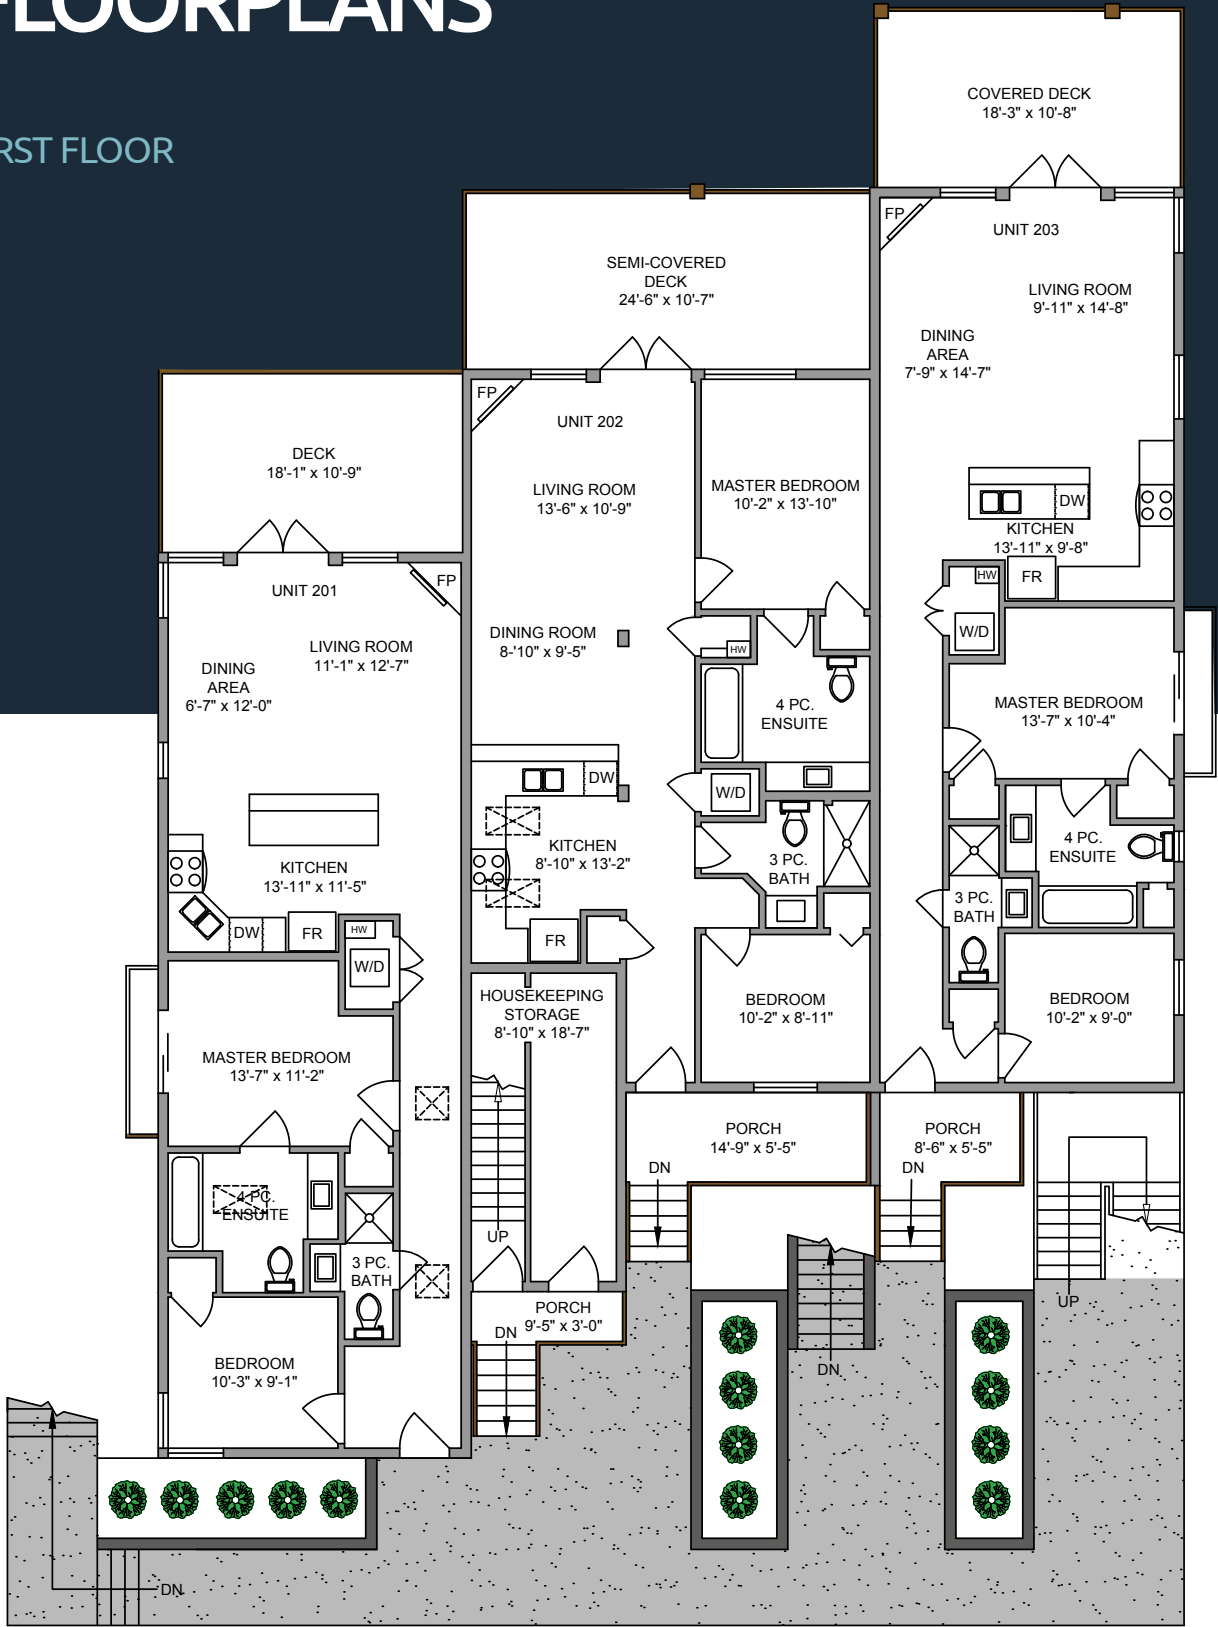 FLOORPLANS
RST FLOOR
COVERED DECK
18'-3" x 10'-8"
FP
UNIT 203
LIVING ROOM
9'-11" x 14'-8"
DINING
AREA
7'-9" x 14'-7"
DW
KITCHEN
13'-11" x 9'-8"
HW
FR
W/D
MASTER BEDROOM
13'-7" x 10'-4"
4 PC.
ENSUITE
3 PC.
BATH
BEDROOM
10'-2" x 9'-0"
PORCH
8'-6" x 5'-5"
DN
UP
SEMI-COVERED
DECK
24'-6" x 10'-7"
FP
UNIT 202
LIVING ROOM
13'-6" x 10'-9"
MASTER BEDROOM
10'-2" x 13'-10"
DINING ROOM
8-'10" x 9'-5"
HW
4 PC.
ENSUITE
DW
W/D
KITCHEN
8'-10" x 13'-2"
3 PC.
BATH
FR
HOUSEKEEPING
STORAGE
8'-10" x 18'-7"
BEDROOM
10'-2" x 8'-11"
PORCH
14'-9" x 5'-5"
DN
UP
PORCH
9'-5" x 3'-0"
DN
DN
DECK
18'-1" x 10'-9"
FP
UNIT 201
LIVING ROOM
11'-1" x 12'-7"
DINING
AREA
6'-7" x 12'-0"
KITCHEN
13'-11" x 11'-5"
DW
FR
HW
W/D
MASTER BEDROOM
13'-7" x 11'-2"
4 PC.
ENSUITE
3 PC.
BATH
BEDROOM
10'-3" x 9'-1"
DN